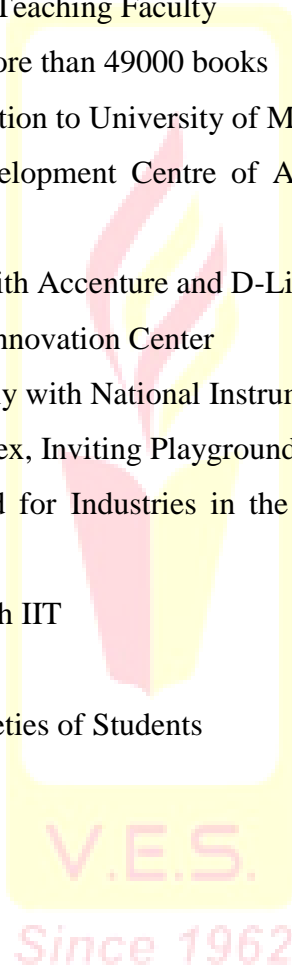 Teaching Faculty
ore than 49000 books
tion to University of M
elopment Centre of A
ith Accenture and D-Li
nnovation Center
ly with National Instrun
ex, Inviting Playground
d for Industries in the
h IIT
eties of Students
V.E.S.
Since 1962